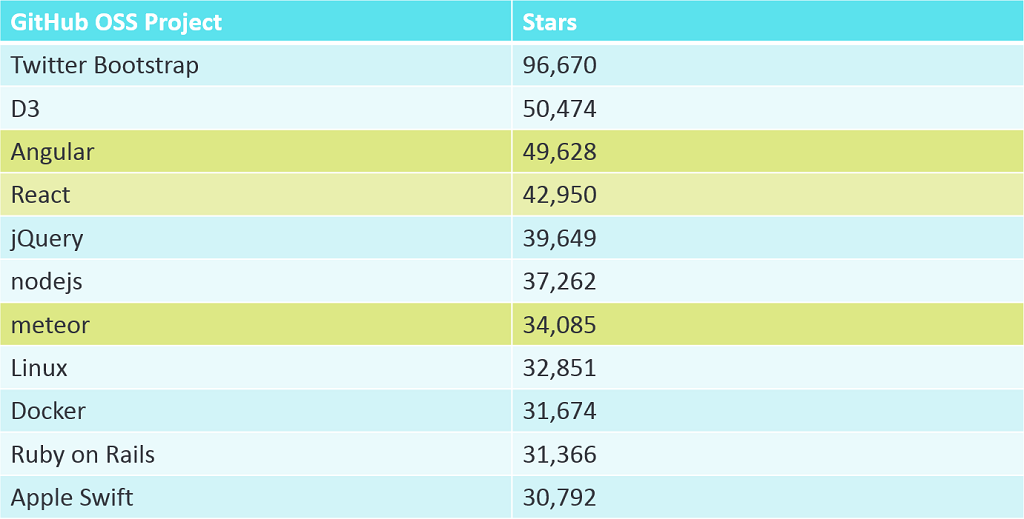 GitHub OSS Project Stars
Twitter Bootstrap 96,670
D3 50,474
Angular 49,628
React 42,950
jQuery 39,649
nodejs 37,262
meteor 34,085
Linux 32,851
Docker 31,674
Ruby on Rails 31,366
Apple Swift 30,792